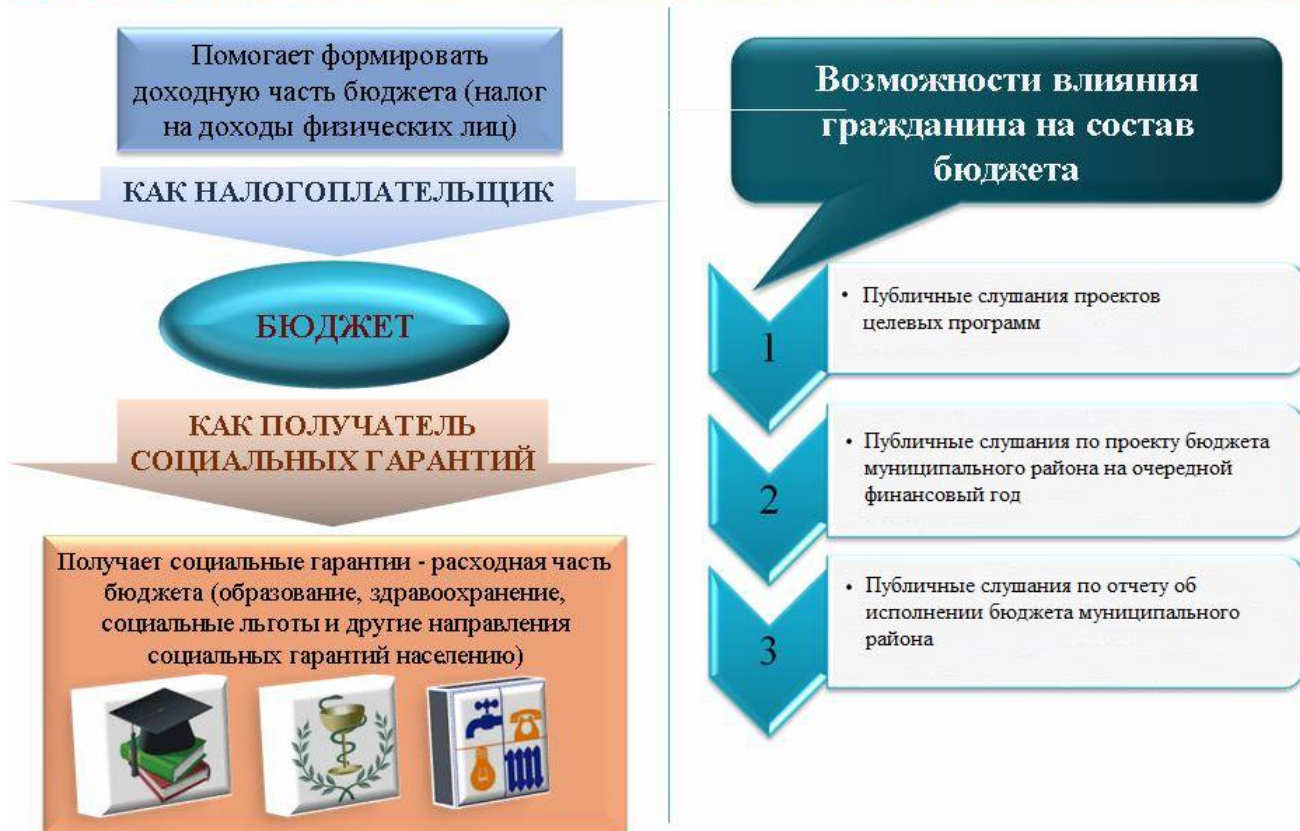 Помогает формировать
доходную часть бюджета (налог
на доходы физических лиц)
КАК НАЛОГОПЛАТЕЛЬЩИК
БЮДЖЕТ
КАК ПОЛУЧАТЕЛЬ
СОЦИАЛЬНЫХ ГАРАНТИЙ
Получает социальные гарантии - расходная часть
бюджета (образование, здравоохранение,
социальные льготы и другие направления
социальных гарантий населению)
Возможности влияния
гражданина на состав
бюджета
1
• Публичные слушания проектов
целевых программ
2
• Публичные слушания по проекту бюджета
муниципального района на очередной
финансовый год
3
• Публичные слушания по отчету об
исполнении бюджета муниципального
района